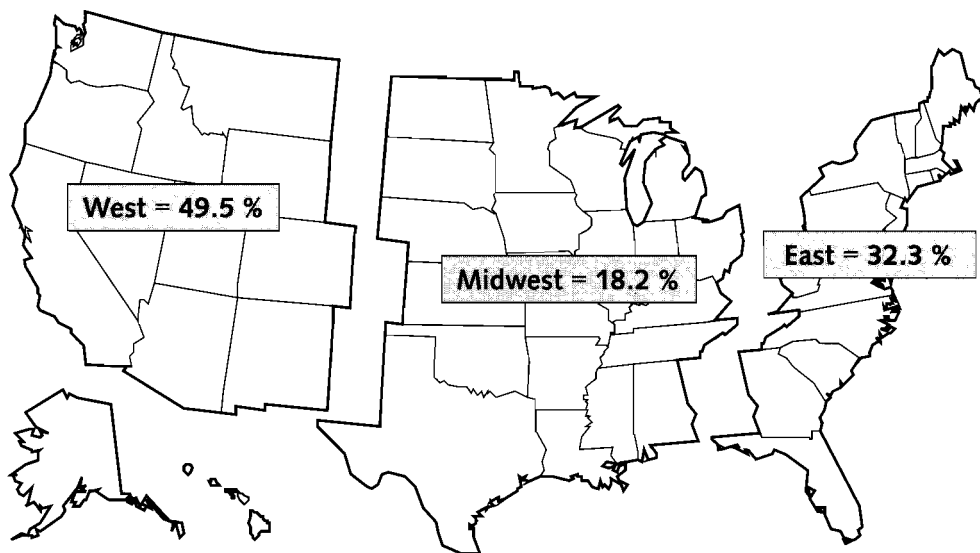 West = 49.5 %
Midwest = 18.2 %
East = 32.3 %